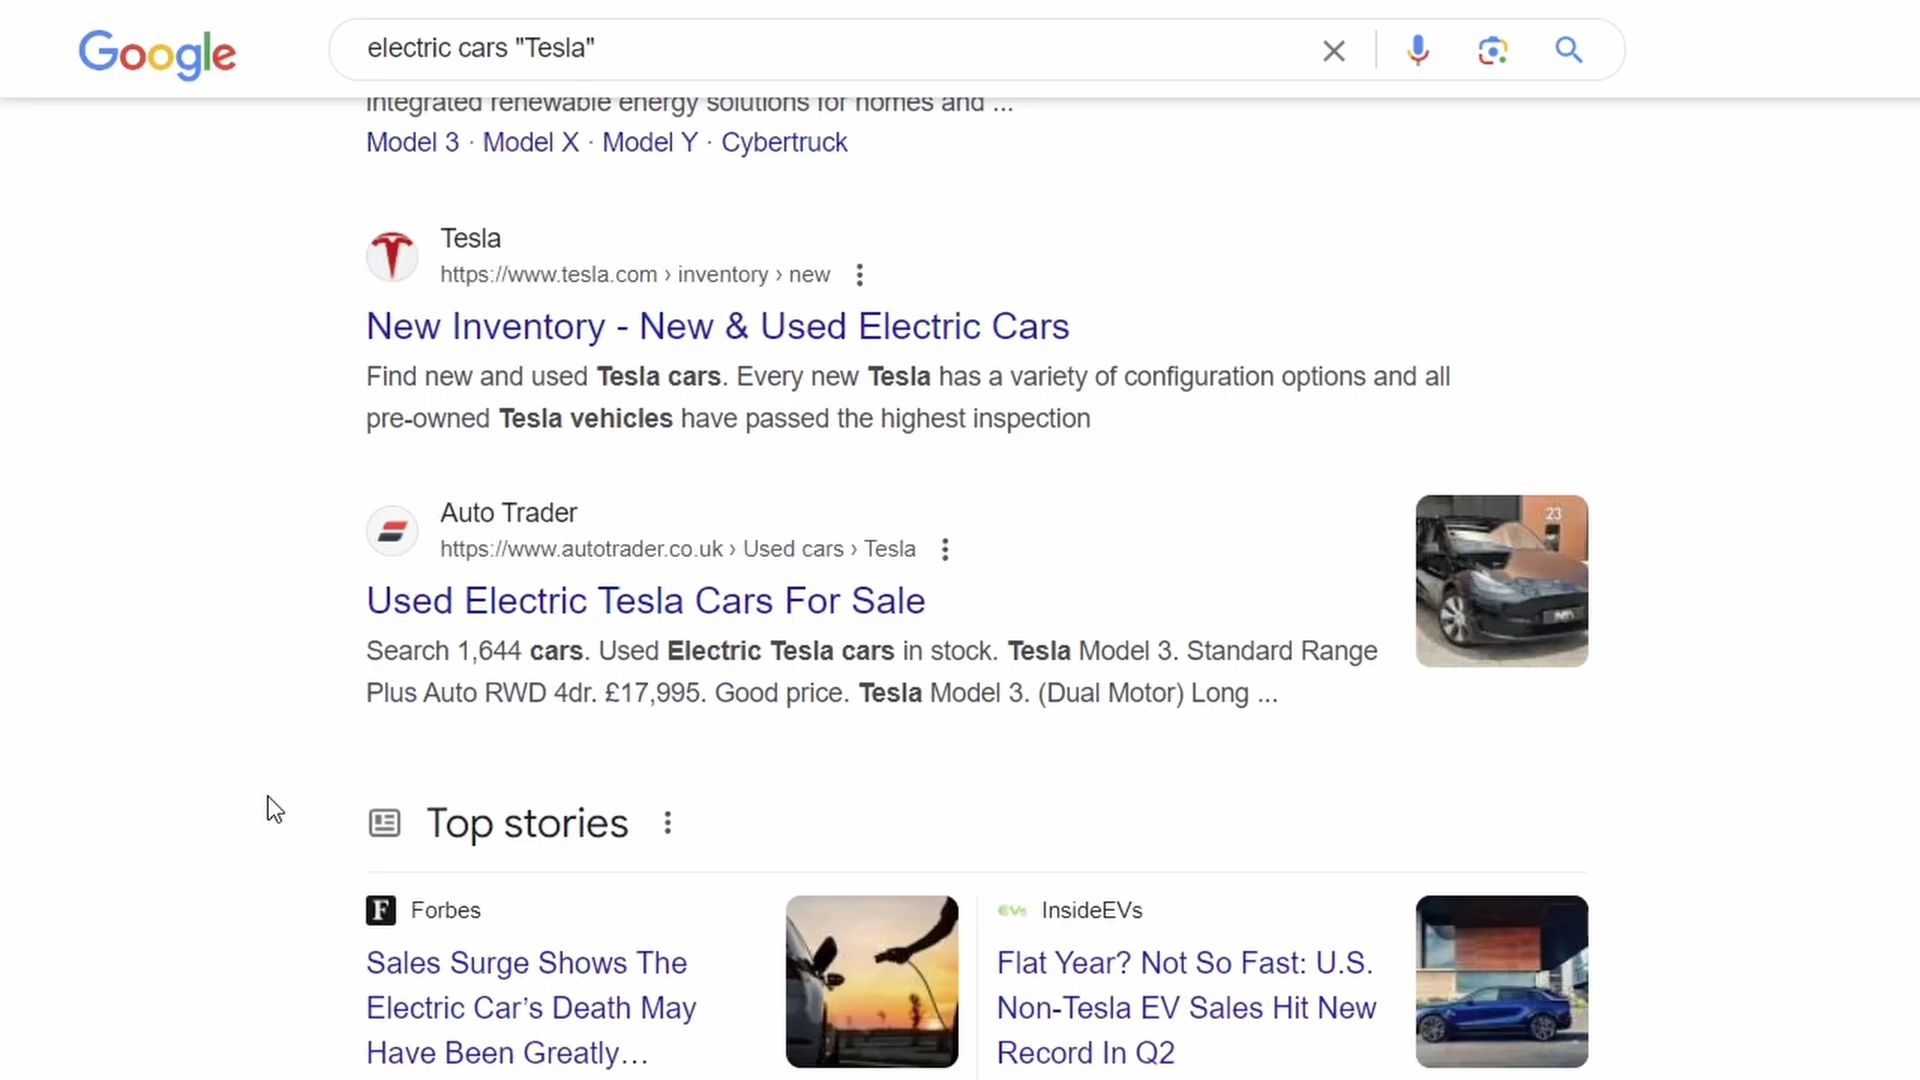 Google
electric cars "Tesla"
integrated renewable energy solutions for homes and ...
Model 3 · Model X · Model Y · Cybertruck
Tesla
https://www.tesla.com › inventory › new
New Inventory - New & Used Electric Cars
Find new and used Tesla cars. Every new Tesla has a variety of configuration options and all
pre-owned Tesla vehicles have passed the highest inspection
Auto Trader
https://www.autotrader.co.uk › Used cars › Tesla
23
Used Electric Tesla Cars For Sale
Search 1,644 cars. Used Electric Tesla cars in stock. Tesla Model 3. Standard Range
Plus Auto RWD 4dr. £17,995. Good price. Tesla Model 3. (Dual Motor) Long ...
Top stories
F Forbes
Sales Surge Shows The
Electric Car’s Death May
Have Been Greatly...
EVs InsideEVs
Flat Year? Not So Fast: U.S.
Non-Tesla EV Sales Hit New
Record In Q2